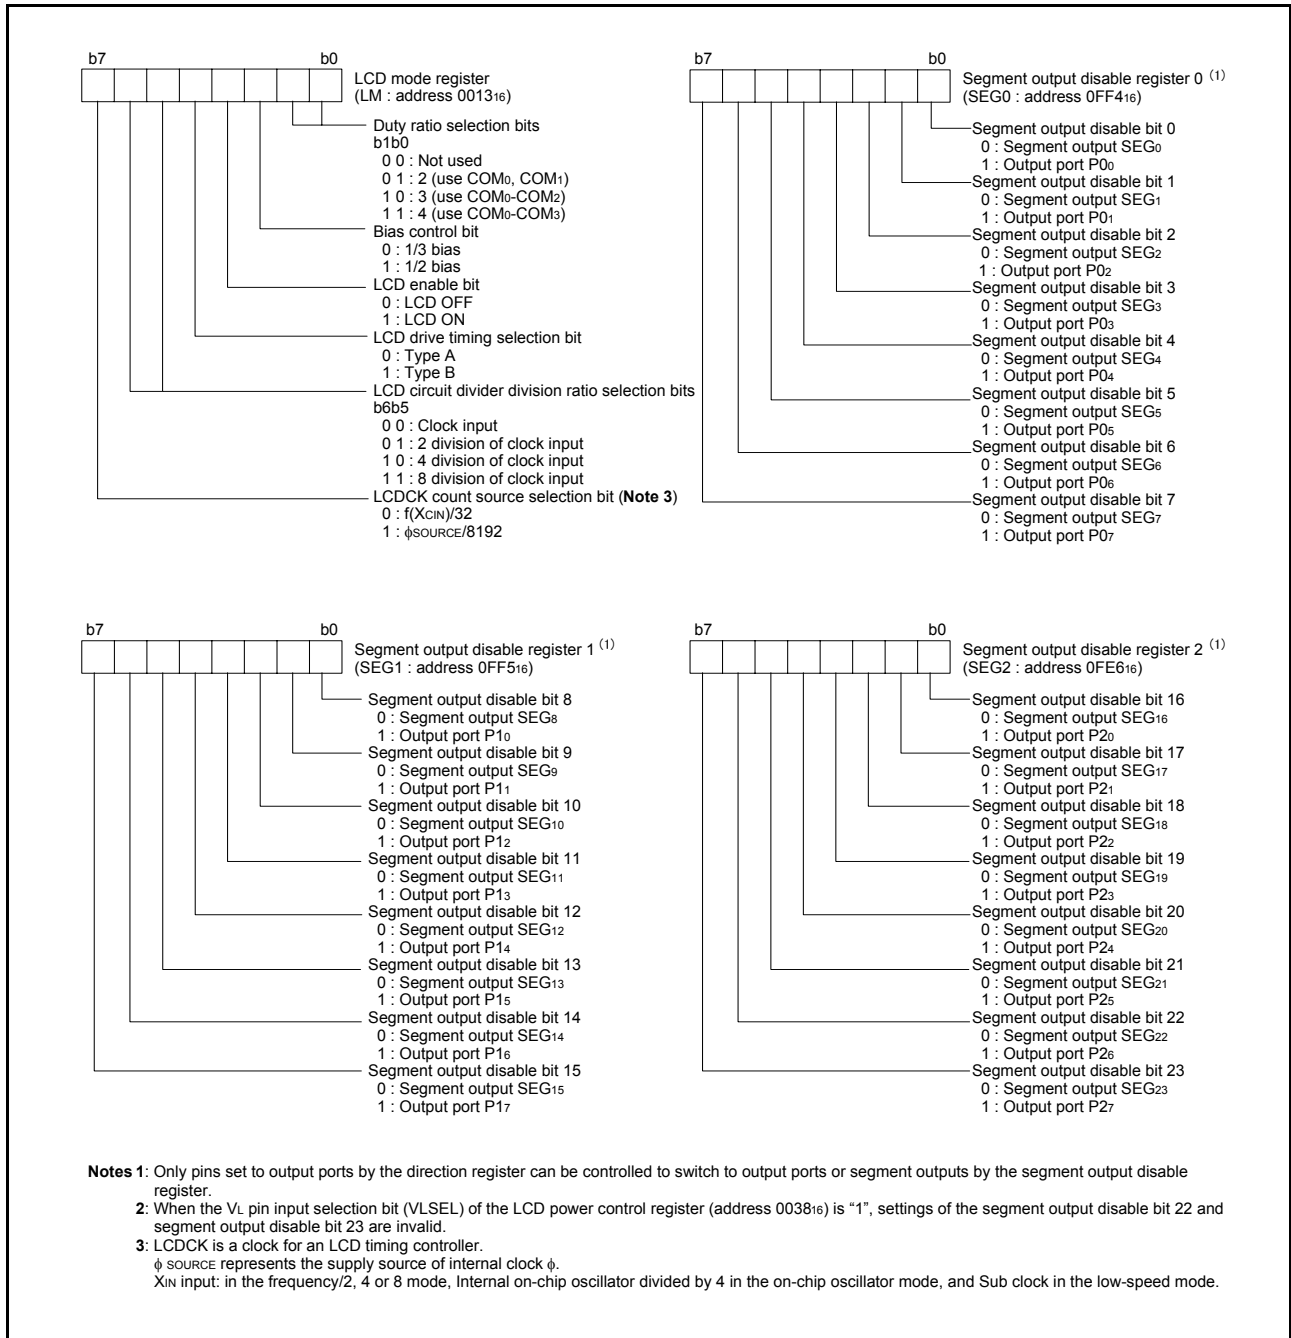 b7 b0
LCD mode register
(LM : address 001316)
Duty ratio selection bits
b1b0
0 0 : Not used
0 1 : 2 (use COM0, COM1)
1 0 : 3 (use COM0-COM2)
1 1 : 4 (use COM0-COM3)
Bias control bit
0 : 1/3 bias
1 : 1/2 bias
LCD enable bit
0 : LCD OFF
1 : LCD ON
LCD drive timing selection bit
0 : Type A
1 : Type B
LCD circuit divider division ratio selection bits
b6b5
0 0 : Clock input
0 1 : 2 division of clock input
1 0 : 4 division of clock input
1 1 : 8 division of clock input
LCDCK count source selection bit (Note 3)
0 : f(XCIN)/32
1 : ϕSOURCE/8192
b7 b0
Segment output disable register 0 (1)
(SEG0 : address 0FF416)
Segment output disable bit 0
0 : Segment output SEG0
1 : Output port P00
Segment output disable bit 1
0 : Segment output SEG1
1 : Output port P01
Segment output disable bit 2
0 : Segment output SEG2
1 : Output port P02
Segment output disable bit 3
0 : Segment output SEG3
1 : Output port P03
Segment output disable bit 4
0 : Segment output SEG4
1 : Output port P04
Segment output disable bit 5
0 : Segment output SEG5
1 : Output port P05
Segment output disable bit 6
0 : Segment output SEG6
1 : Output port P06
Segment output disable bit 7
0 : Segment output SEG7
1 : Output port P07
b7 b0
Segment output disable register 1 (1)
(SEG1 : address 0FF516)
Segment output disable bit 8
0 : Segment output SEG8
1 : Output port P10
Segment output disable bit 9
0 : Segment output SEG9
1 : Output port P11
Segment output disable bit 10
0 : Segment output SEG10
1 : Output port P12
Segment output disable bit 11
0 : Segment output SEG11
1 : Output port P13
Segment output disable bit 12
0 : Segment output SEG12
1 : Output port P14
Segment output disable bit 13
0 : Segment output SEG13
1 : Output port P15
Segment output disable bit 14
0 : Segment output SEG14
1 : Output port P16
Segment output disable bit 15
0 : Segment output SEG15
1 : Output port P17
b7 b0
Segment output disable register 2 (1)
(SEG2 : address 0FE616)
Segment output disable bit 16
0 : Segment output SEG16
1 : Output port P20
Segment output disable bit 17
0 : Segment output SEG17
1 : Output port P21
Segment output disable bit 18
0 : Segment output SEG18
1 : Output port P22
Segment output disable bit 19
0 : Segment output SEG19
1 : Output port P23
Segment output disable bit 20
0 : Segment output SEG20
1 : Output port P24
Segment output disable bit 21
0 : Segment output SEG21
1 : Output port P25
Segment output disable bit 22
0 : Segment output SEG22
1 : Output port P26
Segment output disable bit 23
0 : Segment output SEG23
1 : Output port P27
Notes 1: Only pins set to output ports by the direction register can be controlled to switch to output ports or segment outputs by the segment output disable
register.
2: When the VL pin input selection bit (VLSEL) of the LCD power control register (address 003816) is “1”, settings of the segment output disable bit 22 and
segment output disable bit 23 are invalid.
3: LCDCK is a clock for an LCD timing controller.
ϕ SOURCE represents the supply source of internal clock ϕ.
XIN input: in the frequency/2, 4 or 8 mode, Internal on-chip oscillator divided by 4 in the on-chip oscillator mode, and Sub clock in the low-speed mode.